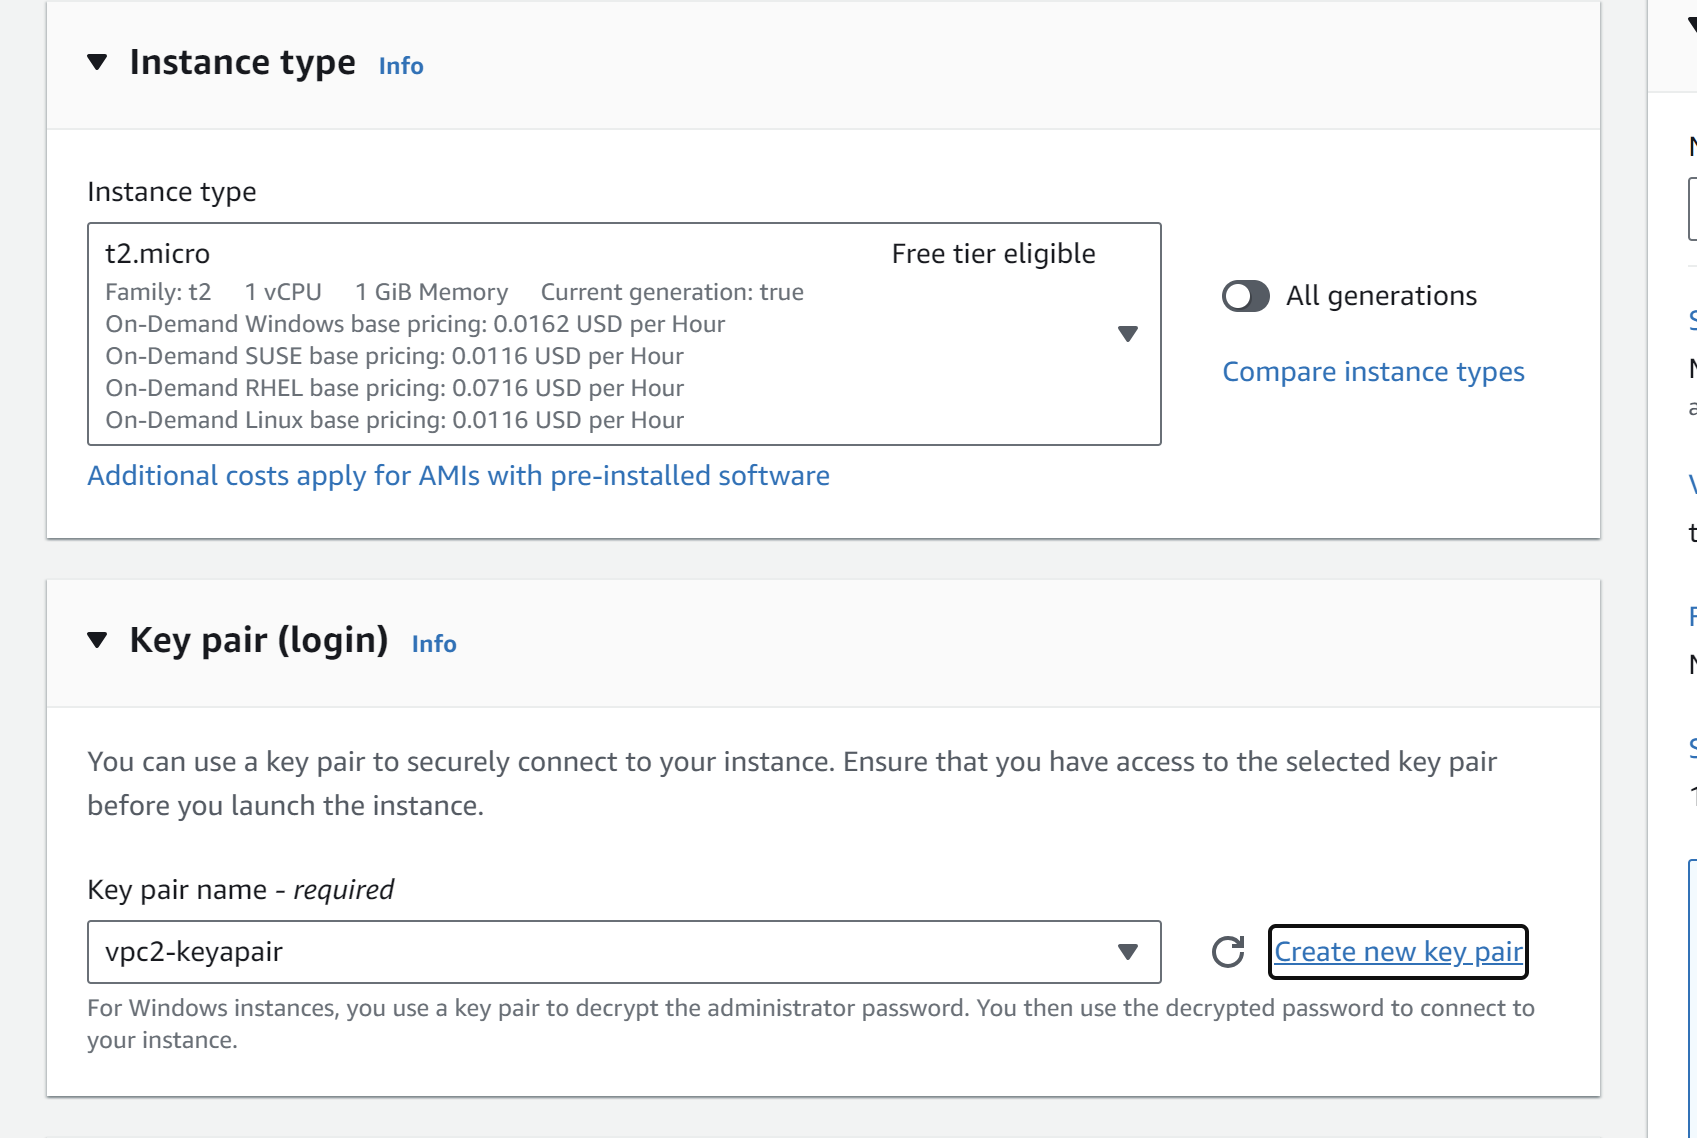 Instance type Info
Instance type
t2.micro Free tier eligible
Family: t2 1 vCPU 1 GiB Memory Current generation: true
On-Demand Windows base pricing: 0.0162 USD per Hour
On-Demand SUSE base pricing: 0.0116 USD per Hour
On-Demand RHEL base pricing: 0.0716 USD per Hour
On-Demand Linux base pricing: 0.0116 USD per Hour
All generations
Compare instance types
Additional costs apply for AMIs with pre-installed software
Key pair (login) Info
You can use a key pair to securely connect to your instance. Ensure that you have access to the selected key pair
before you launch the instance.
Key pair name - required
vpc2-keyapair
Create new key pair
For Windows instances, you use a key pair to decrypt the administrator password. You then use the decrypted password to connect to
your instance.